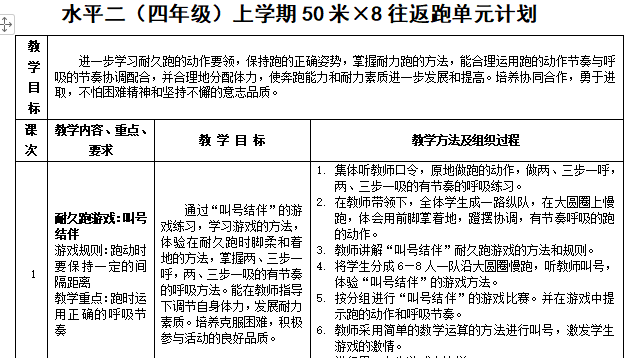 水平二（四年级）上学期50米×8往返跑单元计划
教学目标
进一步学习耐久跑的动作要领，保持跑的正确姿势，掌握耐力跑的方法，能合理运用跑的动作节奏与呼
吸的节奏协调配合，并合理地分配体力，使奔跑能力和耐力素质进一步发展和提高。培养协同合作，勇于进
取，不怕困难精神和坚持不懈的意志品质。
课次
教学内容、重点、
要求
教 学 目 标
教学方法及组织过程
1
耐久跑游戏：叫号
结伴
游戏规则：跑动时
要保持一定的间
隔距离
教学重点：跑时运
用正确的呼吸节
奏
通过“叫号结伴”的游
戏练习，学习游戏的方法，
体验在耐久跑时脚柔和着
地的方法，掌握两、三步一
呼，两、三步一吸的有节奏
的呼吸方法。能在教师指导
下调节自身体力，发展耐力
素质。培养克服困难，积极
参与活动的良好品质。
1. 集体听教师口令，原地做跑的动作，做两、三步一呼，
两、三步一吸的有节奏的呼吸练习。
2. 在教师带领下，全体学生成一路纵队，在大圆圈上慢
跑，体会用前脚掌着地，蹬摆协调，有节奏呼吸的跑
的动作。
3. 教师讲解“叫号结伴”耐久跑游戏的方法和规则。
4. 将学生分成6－8人一队沿大圆圈慢跑，听教师叫号，
体验“叫号结伴”的游戏方法。
5. 按分组进行“叫号结伴”的游戏比赛。并在游戏中提
示跑的动作和呼吸节奏。
6. 教师采用简单的数学运算的方法进行叫号，激发学生
游戏的激情。